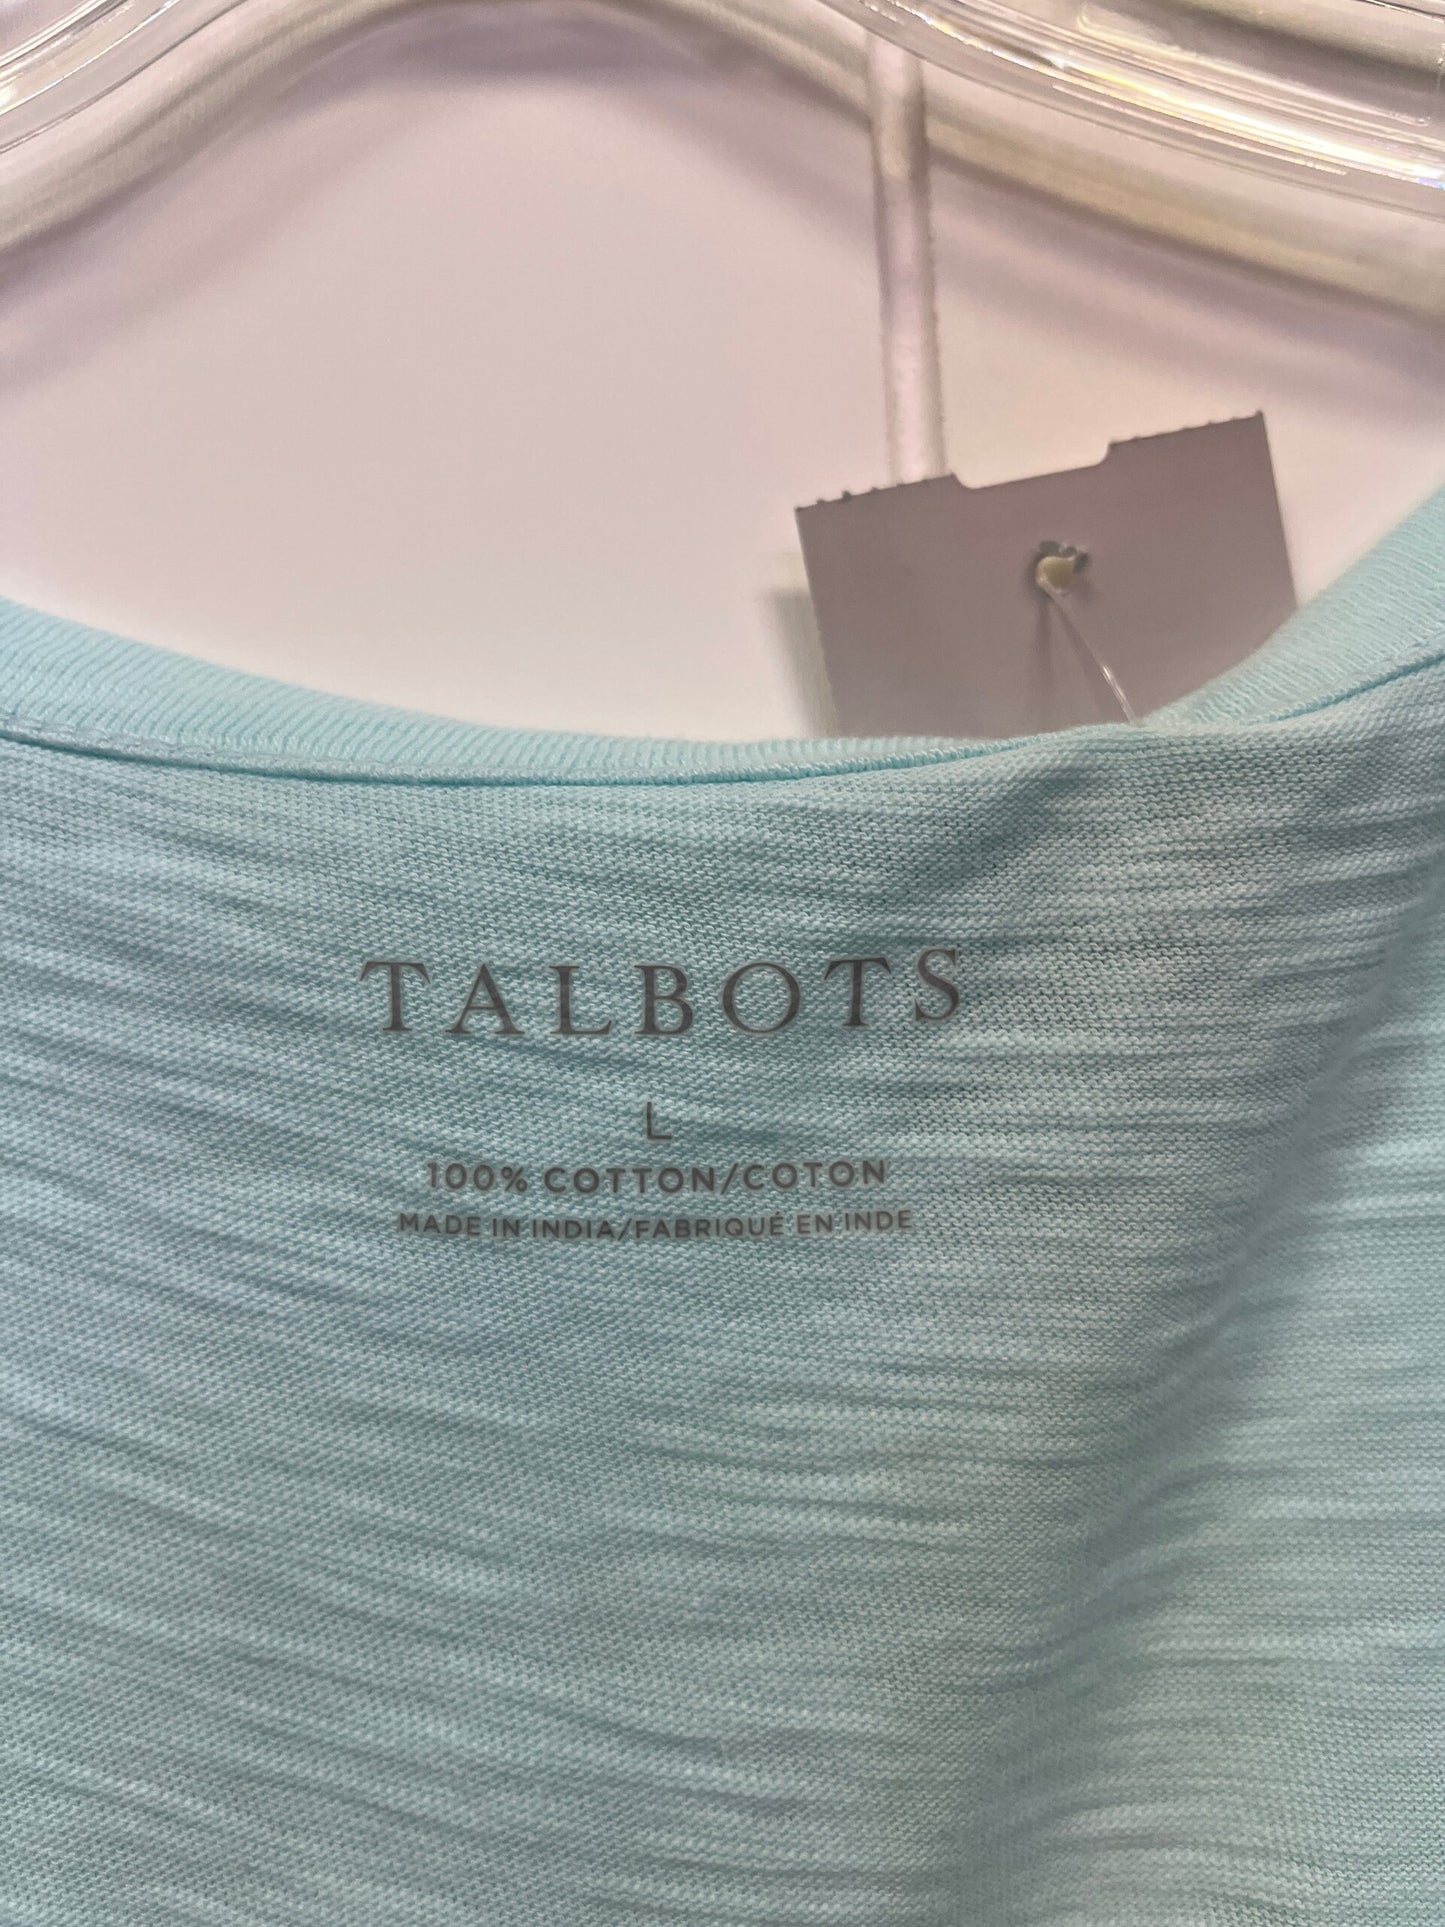 TALBOTS
L
100% COTTON/COTON
MADE IN INDIA/FABRIQUÉ EN INDE